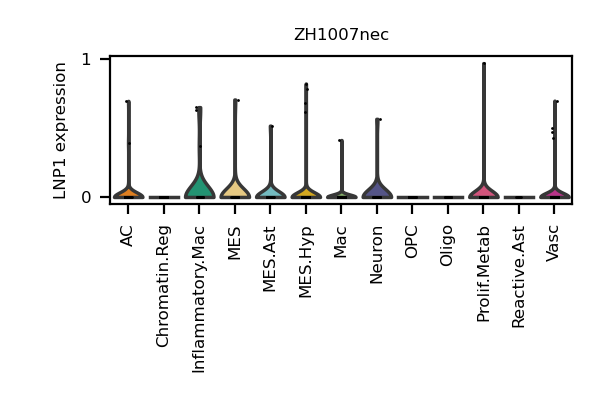 ZH1007nec
LNP1 expression
1
0
AC
Chromatin.Reg
Inflammatory.Mac
MES
MES.Ast
MES.Hyp
Mac
Neuron
OPC
Oligo
Prolif.Metab
Reactive.Ast
Vasc